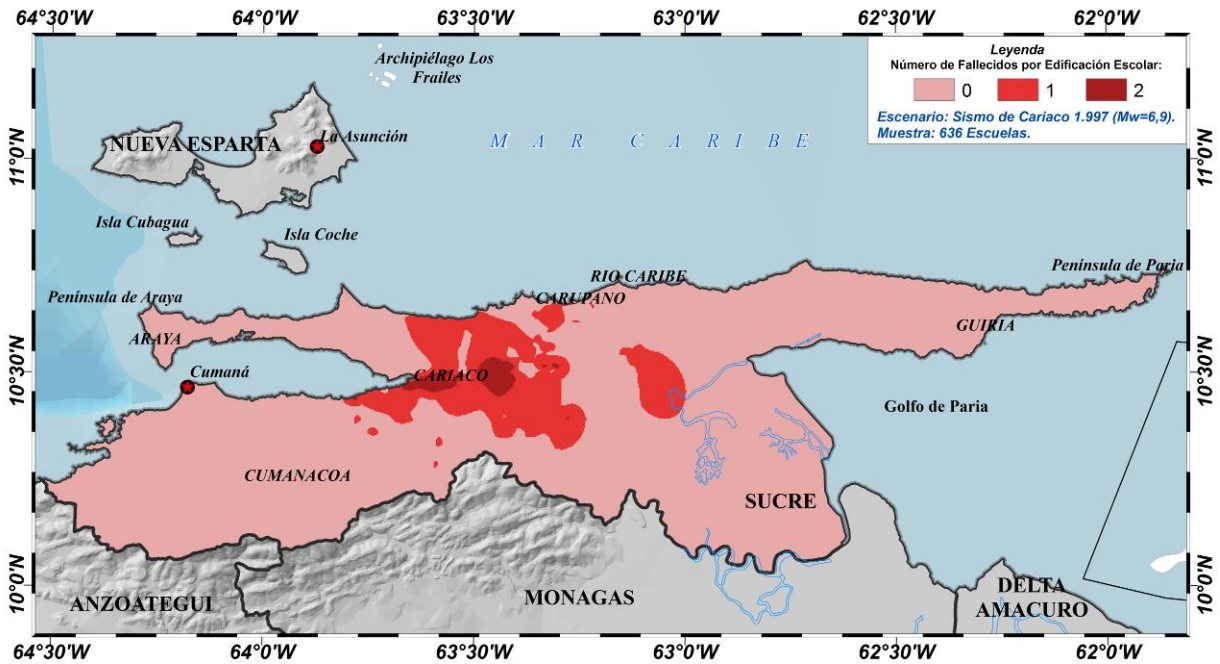 64°30'W 64°0'W 63°30'W 63°0'W 62°30'W 62°0'W
Archipiélago Los
Frailes
Leyenda
Número de Fallecidos por Edificación Escolar:
0 1 2
Escenario: Sismo de Cariaco 1.997 (Mw=6,9).
Muestra: 636 Escuelas.
La Asunción
NUEVA ESPARTA
MAR CARIBE
11°0'N 11°0'N
Isla Cubagua
Isla Coche
Península de Paria
RIO CARIBE
Península de Araya
CARUPANO
GUIRIA
ARAYA
Cumaná
CARIACO
10°30'N 10°30'N
Golfo de Paria
CUMANACOA
SUCRE
10°0'N 10°0'N
ANZOATEGUI
MONAGAS
DELTA
AMACURO
64°30'W 64°0'W 63°30'W 63°0'W 62°30'W 62°0'W